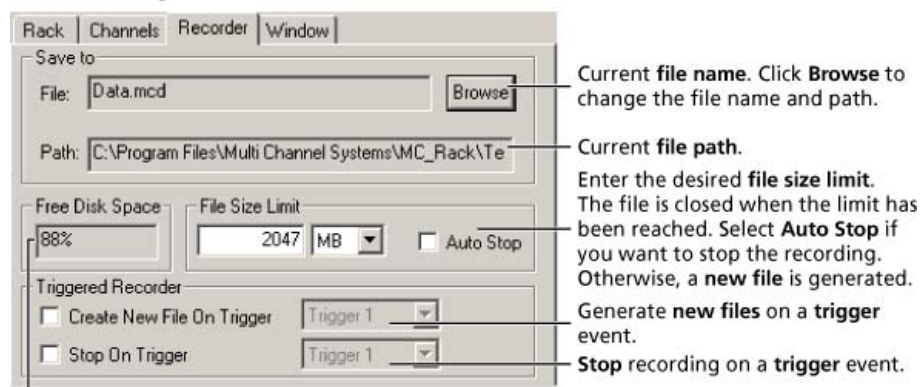 Rack Channels Recorder Window
Save to
File: Data.mcd Browse
Path: C:\Program Files\Multi Channel Systems\MC_Rack\Te
Free Disk Space File Size Limit
88% 2047 MB Auto Stop
Triggered Recorder
Create New File On Trigger Trigger 1
Stop On Trigger Trigger 1
Current file name. Click Browse to
change the file name and path.
Current file path.
Enter the desired file size limit.
The file is closed when the limit has
been reached. Select Auto Stop if
you want to stop the recording.
Otherwise, a new file is generated.
Generate new files on a trigger
event.
Stop recording on a trigger event.